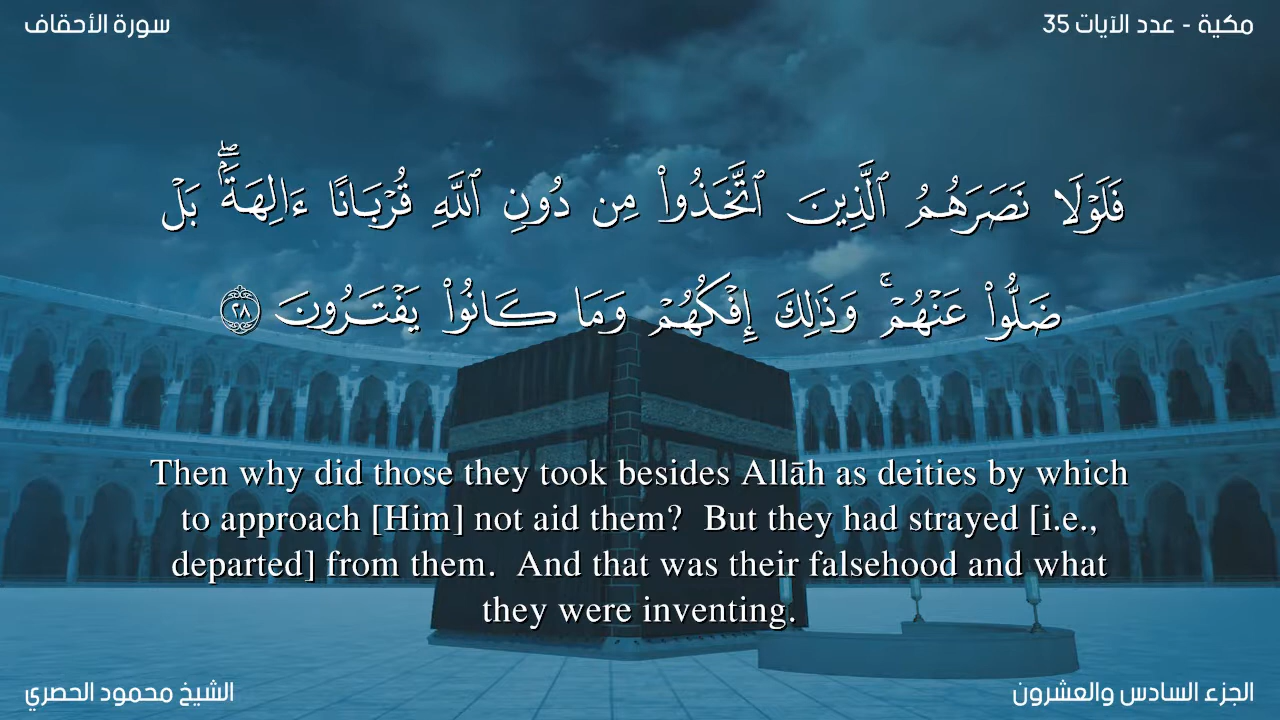 سورة الأحقاف
مكية - عدد الآيات 35
فَلَوْلَا نَصَرَهُمُ ٱلَّذِينَ ٱتَّخَذُوا۟ مِن دُونِ ٱللَّهِ قُرْبَانًا ءَالِهَةًۢ ۖ بَلْ
ضَلُّوا۟ عَنْهُمْ ۚ وَذَٰلِكَ إِفْكُهُمْ وَمَا كَانُوا۟ يَفْتَرُونَ ٢٨
Then why did those they took besides Allāh as deities by which
to approach [Him] not aid them?  But they had strayed [i.e.,
departed] from them.  And that was their falsehood and what
they were inventing.
الشيخ محمود الحصري
الجزء السادس والعشرون